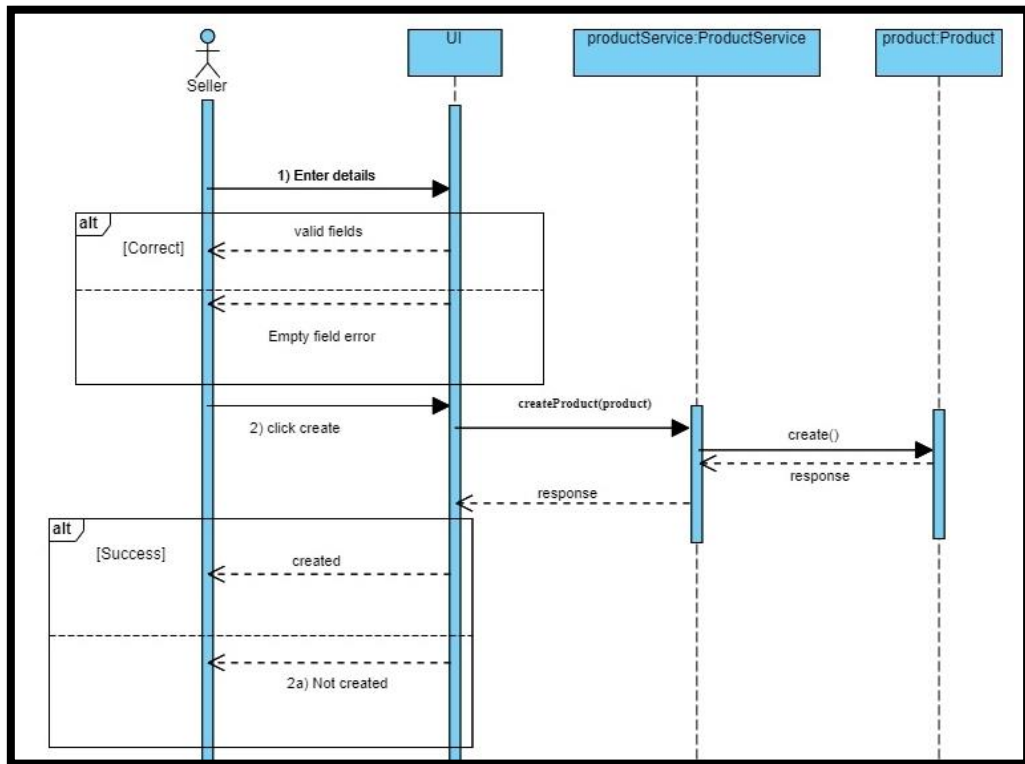 UI
productService:ProductService
product:Product
Seller
1) Enter details
alt
valid fields
[Correct]
Empty field error
createProduct(product)
2) click create
create()
response
response
alt
[Success]
created
2a) Not created